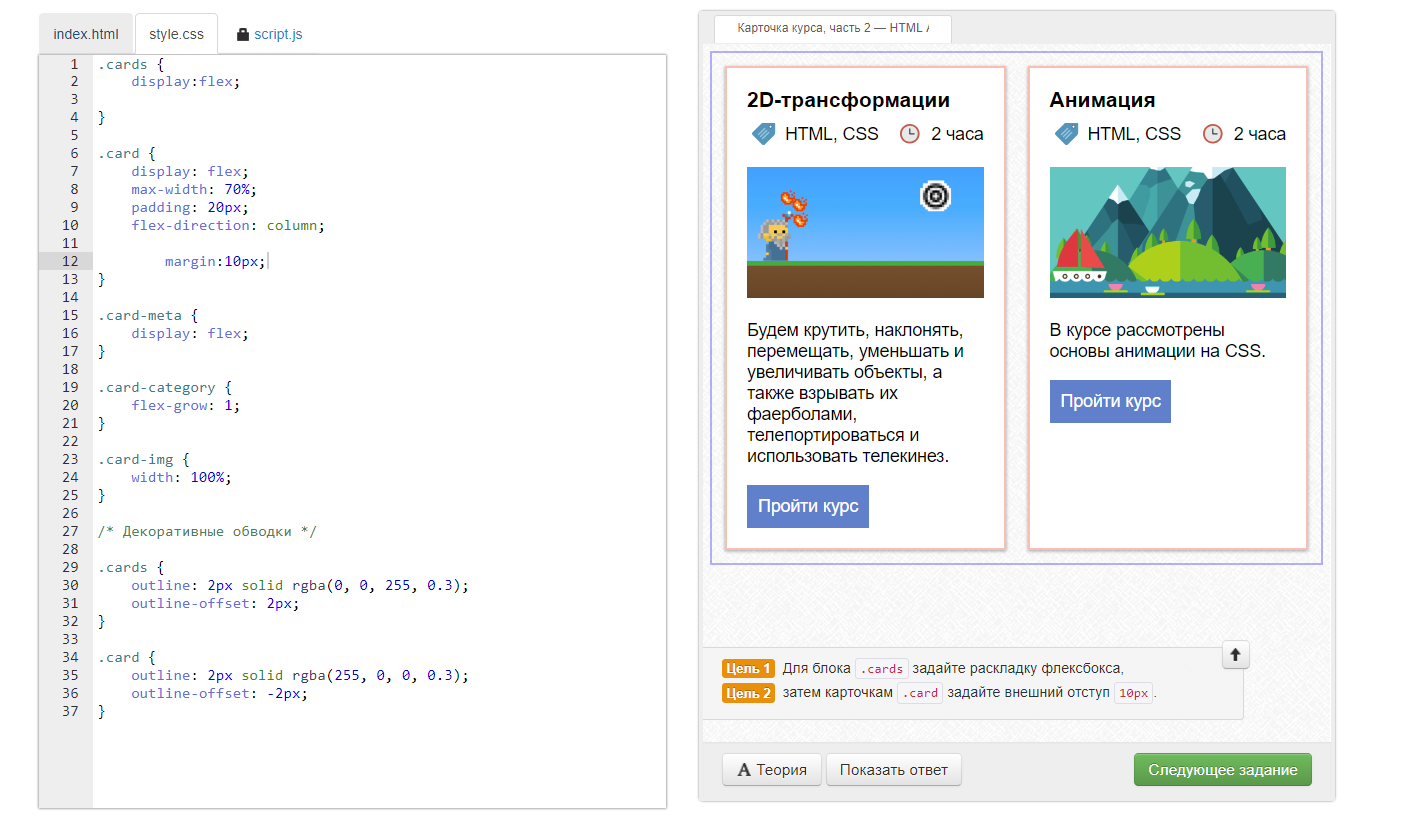 index.html
style.css
script.js
1 .cards {
2 display:flex;
3
4 }
5
6 .card {
7 display: flex;
8 max-width: 70%;
9 padding: 20px;
10 flex-direction: column;
11
12 margin:10px;
13 }
14
15 .card-meta {
16 display: flex;
17 }
18
19 .card-category {
20 flex-grow: 1;
21 }
22
23 .card-img {
24 width: 100%;
25 }
26
27 /* Декоративные обводки */
28
29 .cards {
30 outline: 2px solid rgba(0, 0, 255, 0.3);
31 outline-offset: 2px;
32 }
33
34 .card {
35 outline: 2px solid rgba(255, 0, 0, 0.3);
36 outline-offset: -2px;
37 }
Карточка курса, часть 2 — HTML
2D-трансформации
HTML, CSS 2 часа
Будем крутить, наклонять,
перемещать, уменьшать и
увеличивать объекты, а
также взрывать их
фаерболами,
телепортироваться и
использовать телекинез.
Пройти курс
Анимация
HTML, CSS 2 часа
В курсе рассмотрены
основы анимации на CSS.
Пройти курс
Цель 1 Для блока .cards задайте раскладку флексбокса,
Цель 2 затем карточкам .card задайте внешний отступ 10px.
A Теория
Показать ответ
Следующее задание